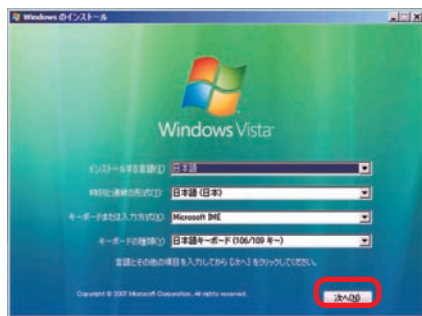 Windows のインストール
Windows Vista™
インストールする言語(I)
日本語
時刻と通貨の形式(T):
日本語 (日本)
キーボードまたは入力方式(K):
Microsoft IME
キーボードの種類(Y):
日本語キーボード (106/109 キー)
言語とその他の項目を入力してから [次へ] をクリックしてください。
Copyright © 2007 Microsoft Corporation. All rights reserved.
次へ(N)